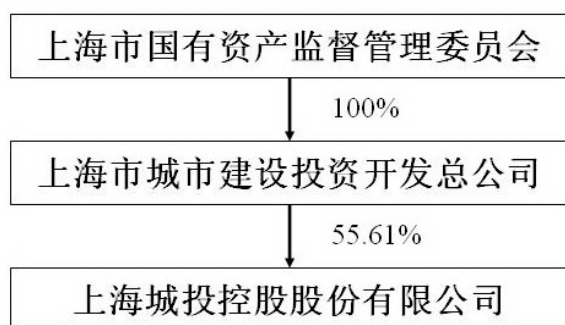 上海市国有资产监督管理委员会
100%
上海市城市建设投资开发总公司
55.61%
上海城投控股股份有限公司